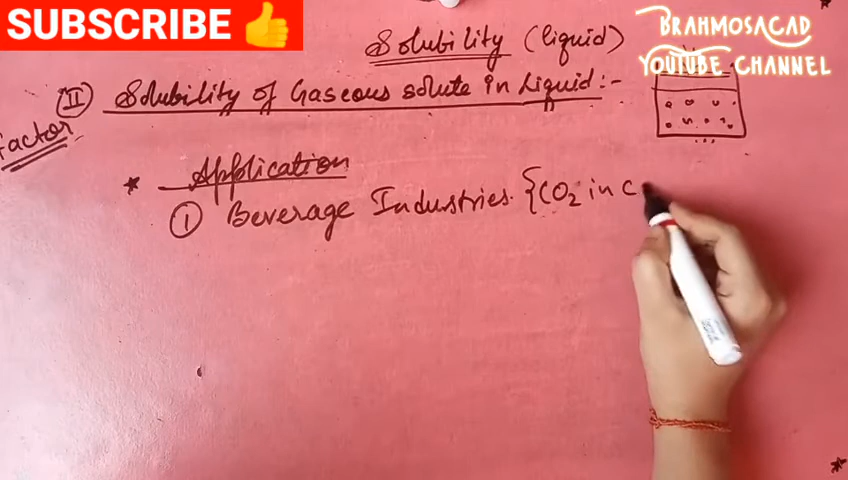 SUBSCRIBE
Solubility (liquid)
BRAHMOSACAD
YOUTUBE CHANNEL
II Solubility of Gaseous solute in Liquid:-
Factor
Application
① Beverage Industries. {CO₂ in C